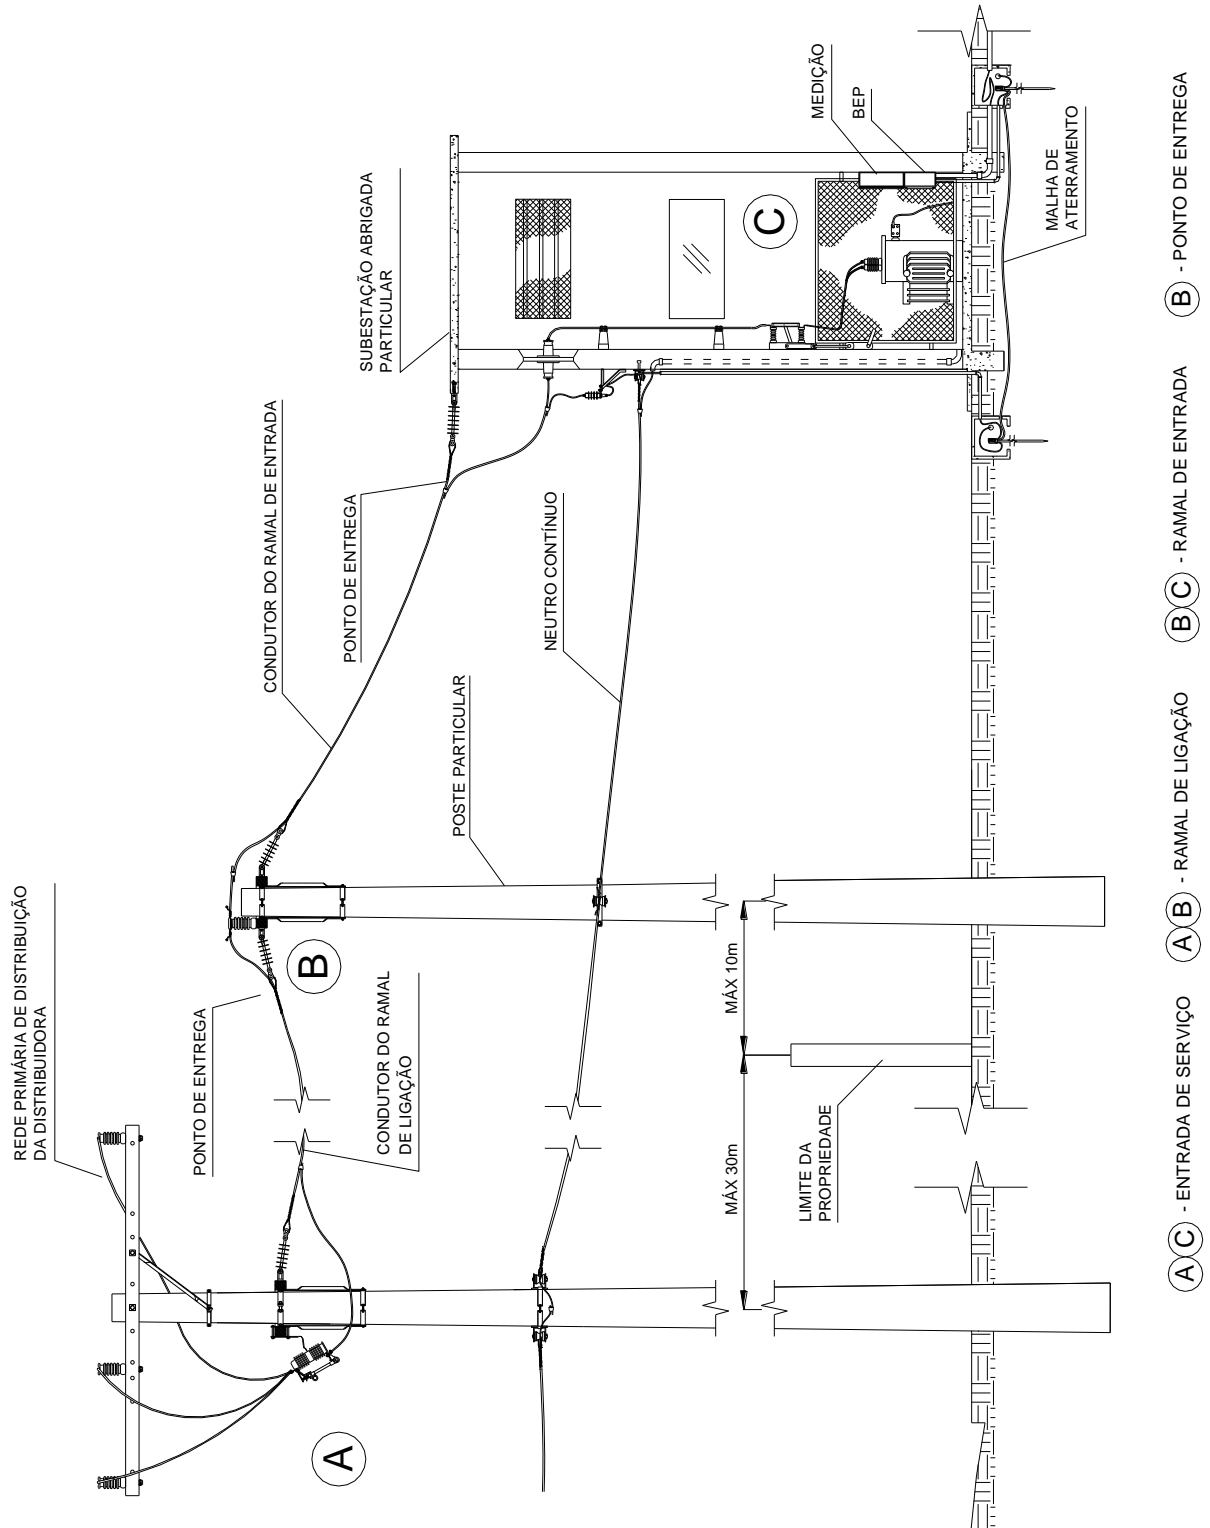 REDE PRIMÁRIA DE DISTRIBUIÇÃO
DA DISTRIBUIDORA
PONTO DE ENTREGA
CONDUTOR DO RAMAL
DE LIGAÇÃO
A
B
CONDUTOR DO RAMAL DE ENTRADA
PONTO DE ENTREGA
SUBESTAÇÃO ABRIGADA
PARTICULAR
POSTE PARTICULAR
NEUTRO CONTÍNUO
C
MEDIÇÃO
BEP
MÁX 30m
MÁX 10m
LIMITE DA
PROPRIEDADE
MALHA DE
ATERRAMENTO
A C - ENTRADA DE SERVIÇO
A B - RAMAL DE LIGAÇÃO
B C - RAMAL DE ENTRADA
B - PONTO DE ENTREGA